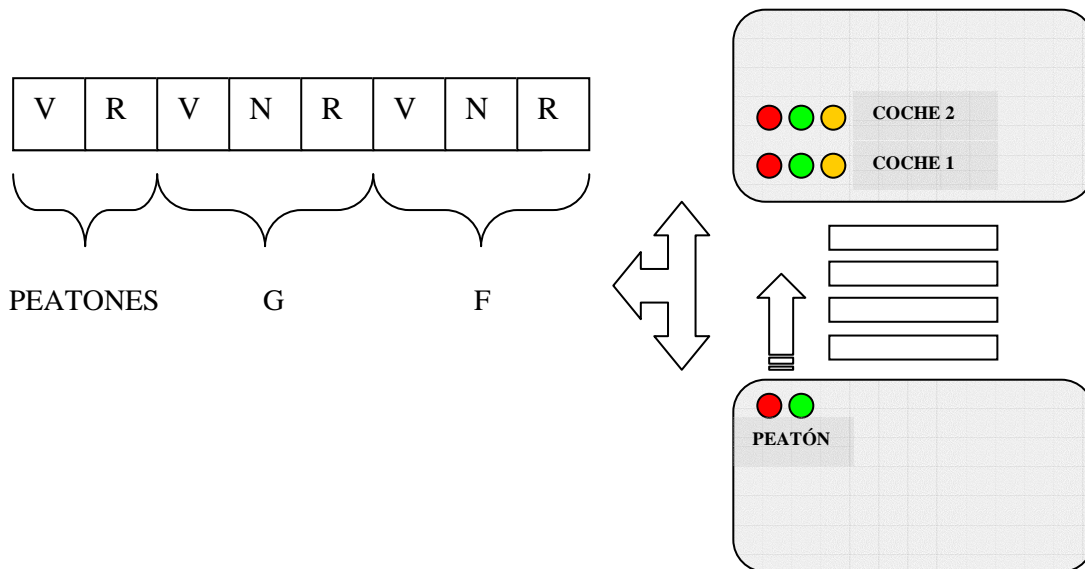 V R V N R V N R
PEATONES G F
COCHE 2
COCHE 1
PEATÓN